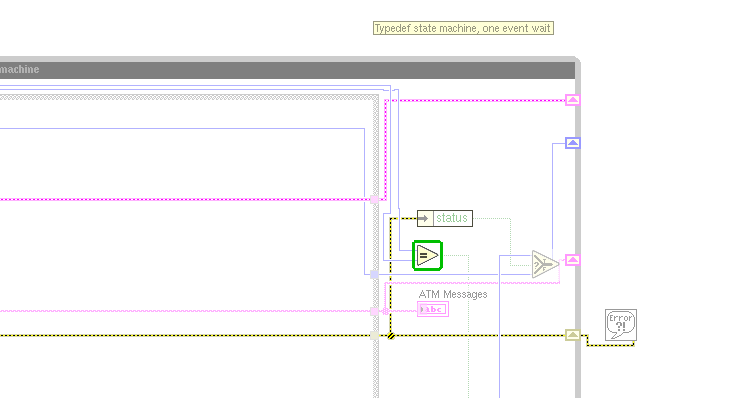 Typedef state machine, one event wait
machine
status
=
?
ATM Messages
abc
Error
?!